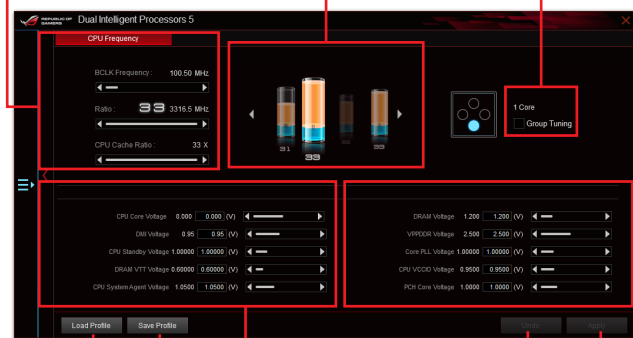 REPUBLIC OF GAMERS Dual Intelligent Processors 5
CPU Frequency
BCLK Frequency : 100.50 MHz
Ratio : 33 3316.5 MHz
CPU Cache Ratio : 33 X
31
33
33
1 Core
Group Tuning
CPU Core Voltage 0.000 0.000 (V)
DMI Voltage 0.95 0.95 (V)
CPU Standby Voltage 1.00000 1.00000 (V)
DRAM VTT Voltage 0.60000 0.60000 (V)
CPU System Agent Voltage 1.0500 1.0500 (V)
DRAM Voltage 1.200 1.200 (V)
VPPDDR Voltage 2.500 2.500 (V)
Core PLL Voltage 1.00000 1.00000 (V)
CPU VCCIO Voltage 0.9500 0.9500 (V)
PCH Core Voltage 1.0000 1.0000 (V)
Load Profile
Save Profile
Undo
Apply